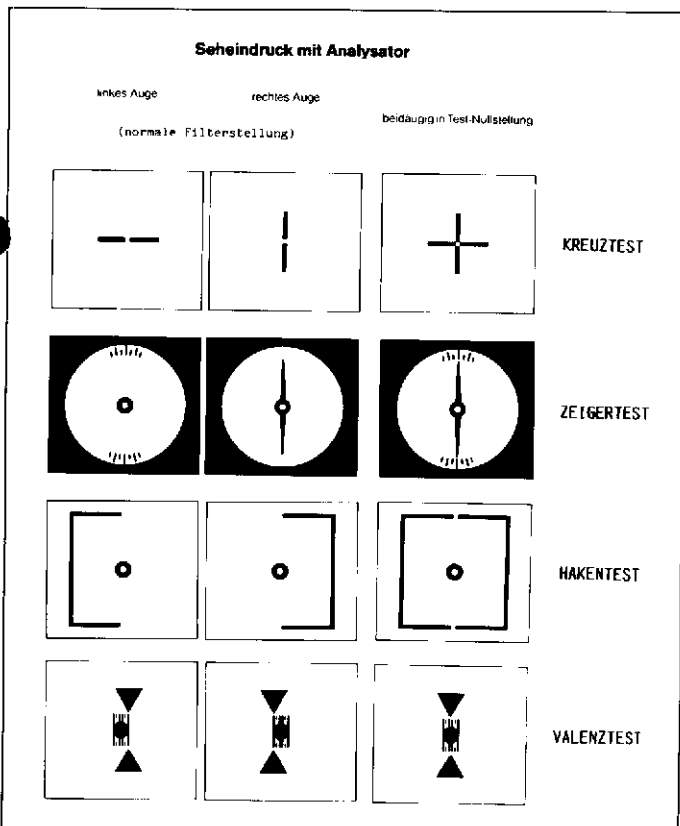 Seheindruck mit Analysator
linkes Auge
rechtes Auge
beidäugig in Test-Nullstellung
(normale Filterstellung)
KREUZTEST
ZEIGERTEST
HAKENTEST
VALENZTEST